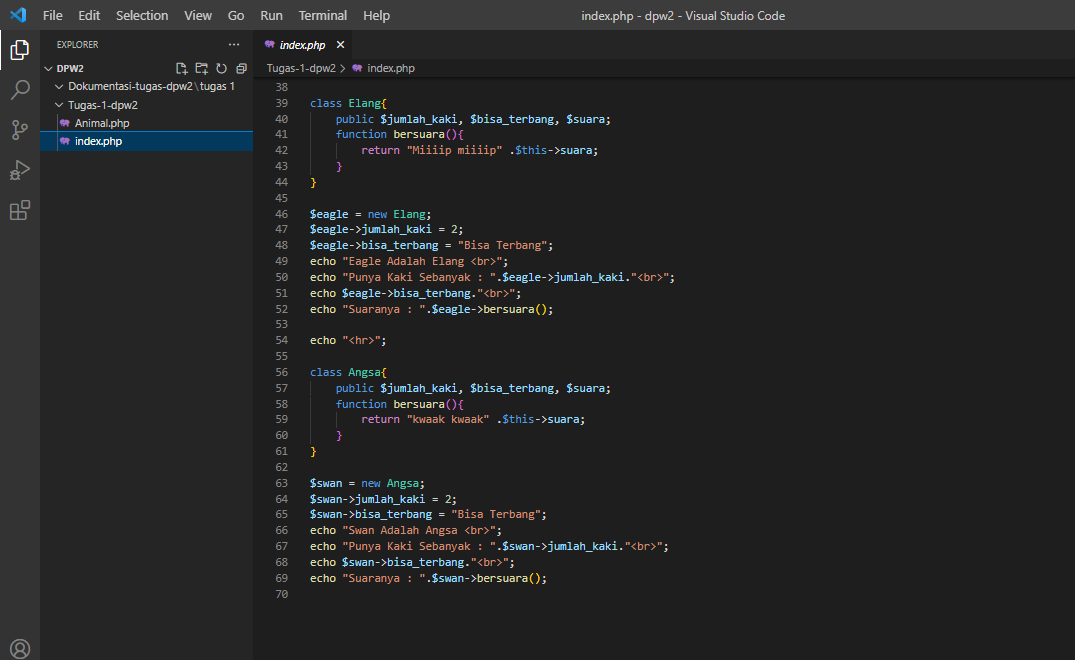 File Edit Selection View Go Run Terminal Help index.php - dpw2 - Visual Studio Code
EXPLORER
DPW2
Dokumentasi-tugas-dpw2\tugas 1
Tugas-1-dpw2
Animal.php
index.php
index.php
Tugas-1-dpw2 > index.php
38
39 class Elang{
40 public $jumlah_kaki, $bisa_terbang, $suara;
41 function bersuara(){
42 return "Miiiip miiiip" .$this->suara;
43 }
44 }
45
46 $eagle = new Elang;
47 $eagle->jumlah_kaki = 2;
48 $eagle->bisa_terbang = "Bisa Terbang";
49 echo "Eagle Adalah Elang <br>";
50 echo "Punya Kaki Sebanyak : ".$eagle->jumlah_kaki."<br>";
51 echo $eagle->bisa_terbang."<br>";
52 echo "Suaranya : ".$eagle->bersuara();
53
54 echo "<hr>";
55
56 class Angsa{
57 public $jumlah_kaki, $bisa_terbang, $suara;
58 function bersuara(){
59 return "kwaak kwaak" .$this->suara;
60 }
61 }
62
63 $swan = new Angsa;
64 $swan->jumlah_kaki = 2;
65 $swan->bisa_terbang = "Bisa Terbang";
66 echo "Swan Adalah Angsa <br>";
67 echo "Punya Kaki Sebanyak : ".$swan->jumlah_kaki."<br>";
68 echo $swan->bisa_terbang."<br>";
69 echo "Suaranya : ".$swan->bersuara();
70